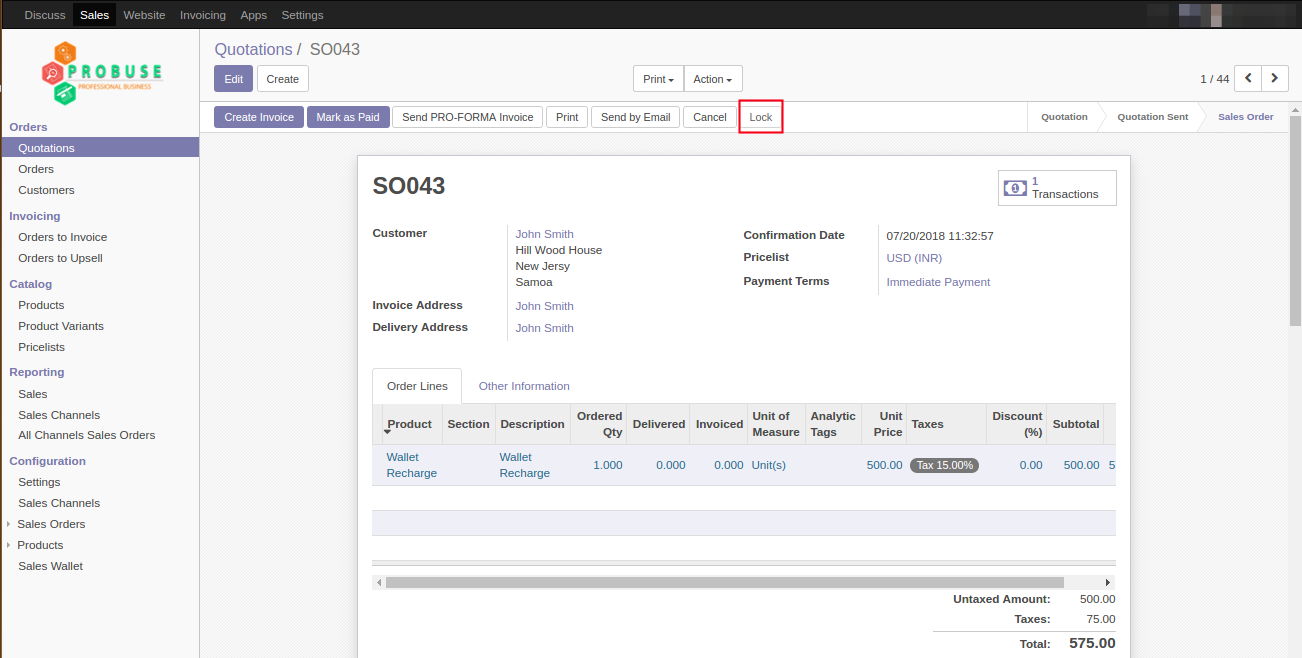 Discuss Sales Website Invoicing Apps Settings
PROBUSE
PROFESSIONAL BUSINESS
Orders
Quotations
Orders
Customers
Invoicing
Orders to Invoice
Orders to Upsell
Catalog
Products
Product Variants
Pricelists
Reporting
Sales
Sales Channels
All Channels Sales Orders
Configuration
Settings
Sales Channels
Sales Orders
Products
Sales Wallet
Quotations / SO043
Edit Create Print Action 1 / 44
Create Invoice Mark as Paid Send PRO-FORMA Invoice Print Send by Email Cancel Lock Quotation Quotation Sent Sales Order
SO043
1
Transactions
Customer
John Smith
Hill Wood House
New Jersy
Samoa
Invoice Address John Smith
Delivery Address John Smith
Confirmation Date 07/20/2018 11:32:57
Pricelist USD (INR)
Payment Terms Immediate Payment
Order Lines Other Information
Product Section Description Ordered Qty Delivered Invoiced Unit of Measure Analytic Tags Unit Price Taxes Discount (%) Subtotal
Wallet Recharge Wallet Recharge 1.000 0.000 0.000 Unit(s) 500.00 Tax 15.00% 0.00 500.00 5
Untaxed Amount: 500.00
Taxes: 75.00
Total: 575.00